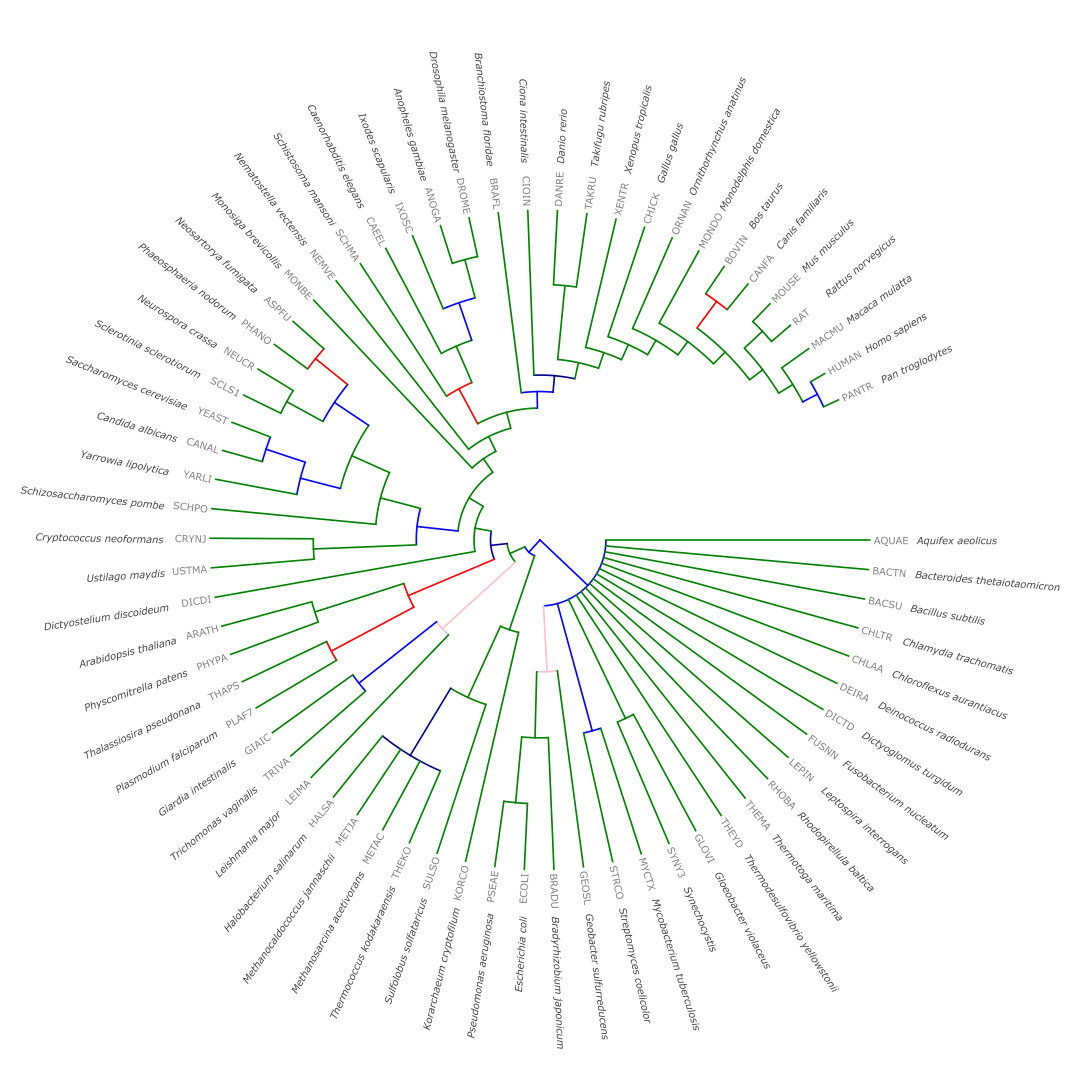 AQUAE Aquifex aeolicus
BACTN Bacteroides thetaiotaomicron
BACSU Bacillus subtilis
CHLTR Chlamydia trachomatis
CHLAA Chloroflexus aurantiacus
DEIRA Deinococcus radiodurans
DICTD Dictyoglomus turgidum
FUSNN Fusobacterium nucleatum
LEPIN Leptospira interrogans
RHOBA Rhodopirellula baltica
THEMA Thermotoga maritima
THEYD Thermodesulfovibrio yellowstonii
GLOVI Gloeobacter violaceus
SYNY3 Synechocystis
MYCTX Mycobacterium tuberculosis
STRCO Streptomyces coelicolor
GEOSL Geobacter sulfurreducens
BRADU Bradyrhizobium japonicum
ECOLI Escherichia coli
PSEAE Pseudomonas aeruginosa
KORCO Korarchaeum cryptofilum
SULSO Sulfolobus solfataricus
THEKO Thermococcus kodakaraensis
METAC Methanosarcina acetivorans
METJA Methanocaldococcus jannaschii
HALSA Halobacterium salinarum
LEIMA Leishmania major
TRIVA Trichomonas vaginalis
GIAIC Giardia intestinalis
PLAF7 Plasmodium falciparum
THAPS Thalassiosira pseudonana
PHYPA Physcomitrella patens
ARATH Arabidopsis thaliana
DICDI Dictyostelium discoideum
USTMA Ustilago maydis
CRYNJ Cryptococcus neoformans
SCHPO Schizosaccharomyces pombe
YARLI Yarrowia lipolytica
CANAL Candida albicans
YEAST Saccharomyces cerevisiae
SCLS1 Sclerotinia sclerotiorum
NEUCR Neurospora crassa
PHANO Phaeosphaeria nodorum
ASPFU Neosartorya fumigata
MONBE Monosiga brevicollis
NEMVE Nematostella vectensis
SCHMA Schistosoma mansoni
CAEEL Caenorhabditis elegans
IXOSC Ixodes scapularis
ANOGA Anopheles gambiae
DROME Drosophila melanogaster
BRAFL Branchiostoma floridae
CIOIN Ciona intestinalis
DANRE Danio rerio
TAKRU Takifugu rubripes
XENTR Xenopus tropicalis
CHICK Gallus gallus
ORNAN Ornithorhynchus anatinus
MONDO Monodelphis domestica
BOVIN Bos taurus
CANFA Canis familiaris
MOUSE Mus musculus
RAT Rattus norvegicus
MACMU Macaca mulatta
HUMAN Homo sapiens
PANTR Pan troglodytes